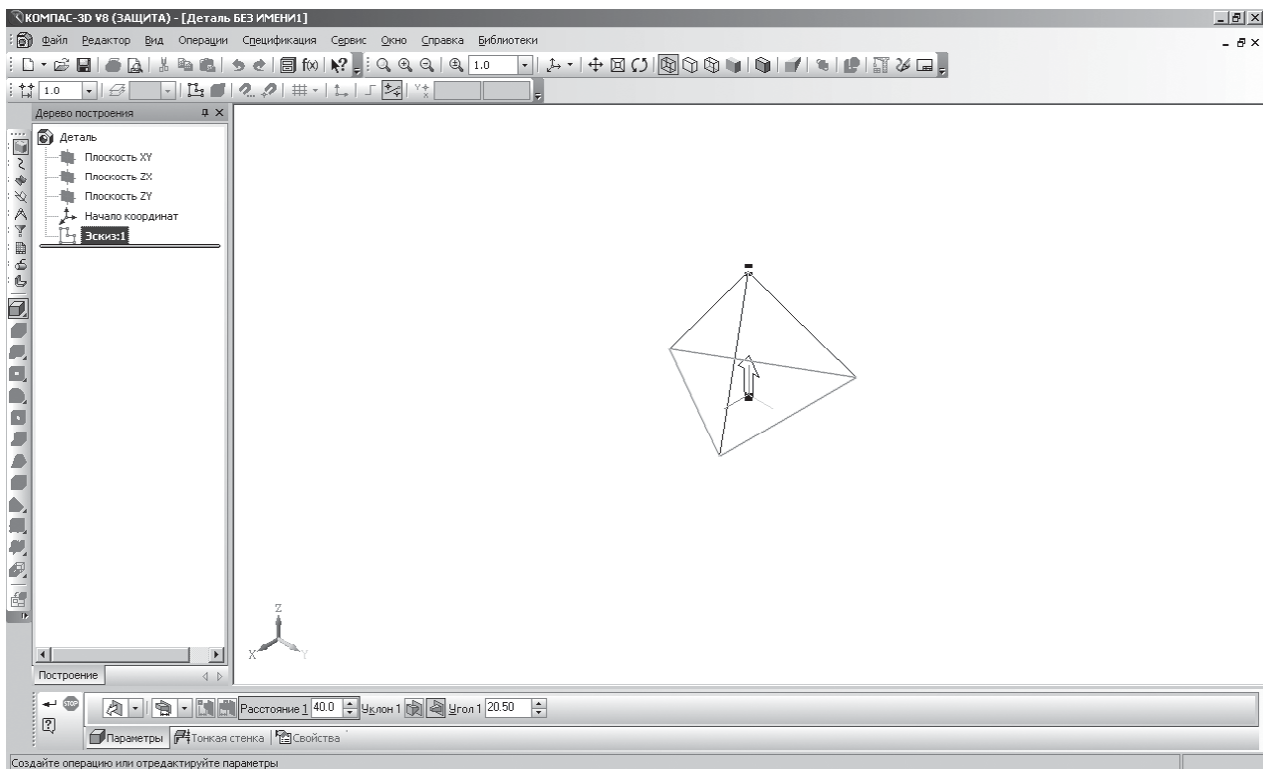 КОМПАС-3D V8 (ЗАЩИТА) - [Деталь БЕЗ ИМЕНИ1]
Файл Редактор Вид Операции Спецификация Сервис Окно Справка Библиотеки
f(x) 1.0
1.0
Дерево построения
Деталь
Плоскость XY
Плоскость ZX
Плоскость ZY
Начало координат
Эскиз:1
Z
X Y
Построение
STOP Расстояние 1 40.0 Уклон 1 Угол 1 20.50
Параметры Тонкая стенка Свойства
Создайте операцию или отредактируйте параметры